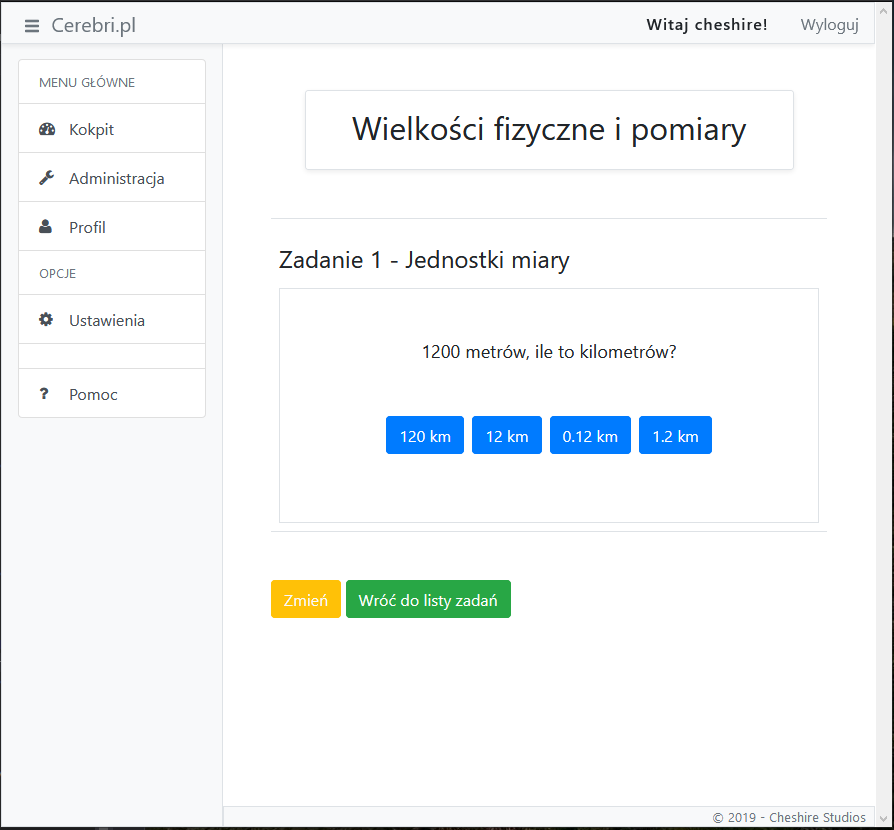 Cerebri.pl
Witaj cheshire!
Wyloguj
MENU GŁÓWNE
Kokpit
Administracja
Profil
OPCJE
Ustawienia
? Pomoc
Wielkości fizyczne i pomiary
Zadanie 1 - Jednostki miary
1200 metrów, ile to kilometrów?
120 km 12 km 0.12 km 1.2 km
Zmień Wróć do listy zadań
© 2019 - Cheshire Studios